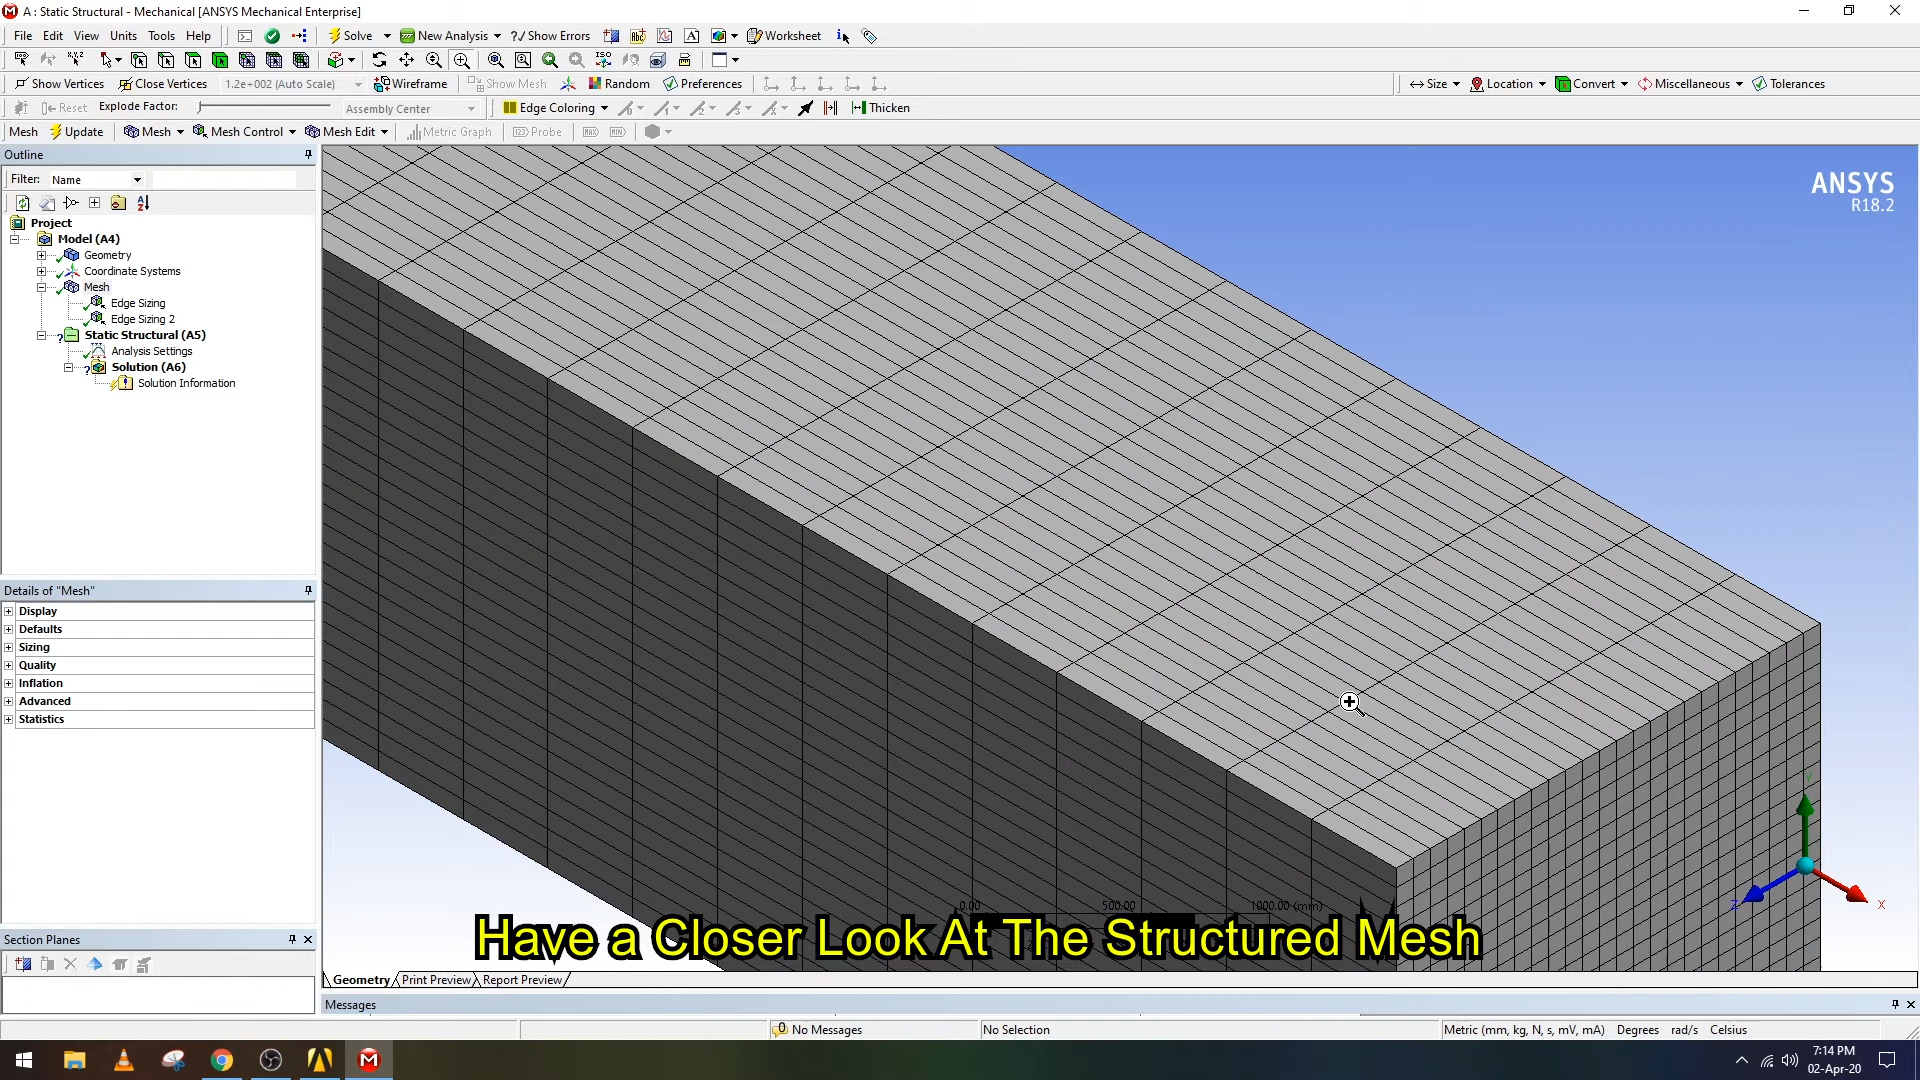 A : Static Structural - Mechanical [ANSYS Mechanical Enterprise]
File Edit View Units Tools Help Solve New Analysis Show Errors Worksheet
Show Vertices Close Vertices 1.2e+002 (Auto Scale) Wireframe Show Mesh Random Preferences Size Location Convert Miscellaneous Tolerances
Reset Explode Factor: Assembly Center Edge Coloring Thicken
Mesh Update Mesh Mesh Control Mesh Edit Metric Graph Probe
Outline
Filter: Name
Project
Model (A4)
Geometry
Coordinate Systems
Mesh
Edge Sizing
Edge Sizing 2
Static Structural (A5)
Analysis Settings
Solution (A6)
Solution Information
Details of "Mesh"
Display
Defaults
Sizing
Quality
Inflation
Advanced
Statistics
Section Planes
ANSYS
R18.2
Y
Z
X
0.00 500.00 1000.00 (mm)
Have a Closer Look At The Structured Mesh
Geometry Print Preview Report Preview
Messages
No Messages No Selection Metric (mm, kg, N, s, mV, mA) Degrees rad/s Celsius
7:14 PM
02-Apr-20